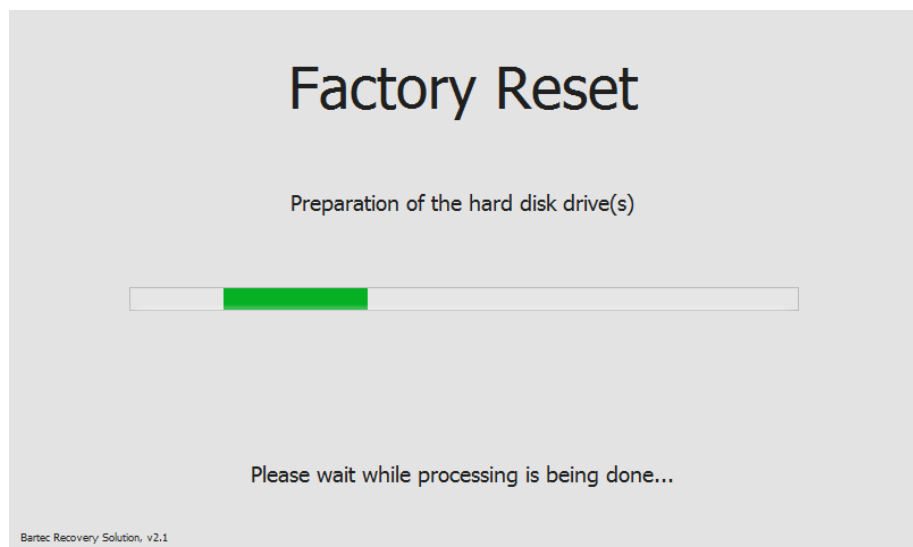 Factory Reset
Preparation of the hard disk drive(s)
Please wait while processing is being done...
Bartec Recovery Solution, v2.1